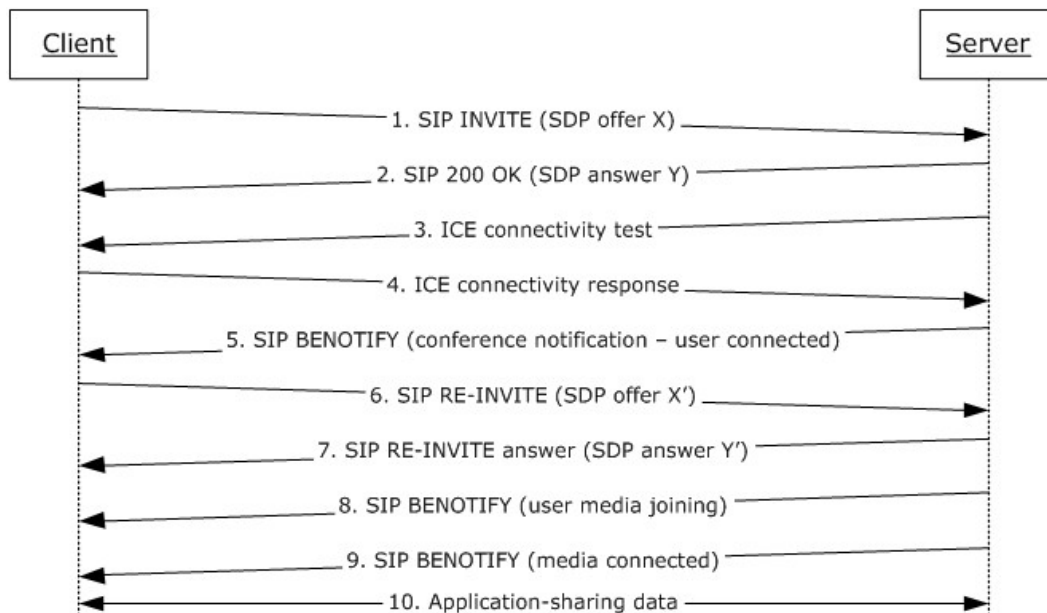 Client
Server
1. SIP INVITE (SDP offer X)
2. SIP 200 OK (SDP answer Y)
3. ICE connectivity test
4. ICE connectivity response
5. SIP BENOTIFY (conference notification – user connected)
6. SIP RE-INVITE (SDP offer X’)
7. SIP RE-INVITE answer (SDP answer Y’)
8. SIP BENOTIFY (user media joining)
9. SIP BENOTIFY (media connected)
10. Application-sharing data